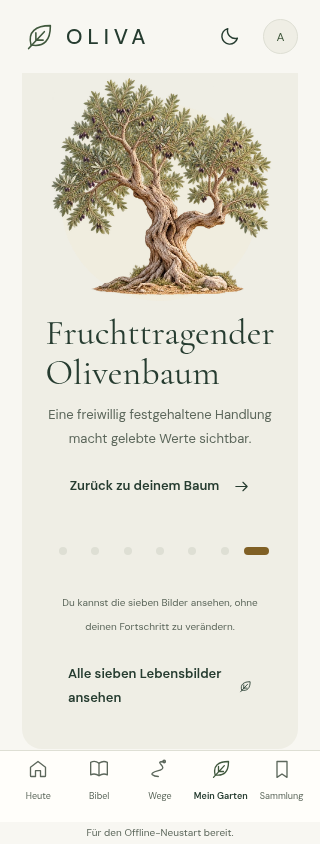 OLIVA
A
Fruchttragender
Olivenbaum
Eine freiwillig festgehaltene Handlung
macht gelebte Werte sichtbar.
Zurück zu deinem Baum →
Du kannst die sieben Bilder ansehen, ohne
deinen Fortschritt zu verändern.
Alle sieben Lebensbilder
ansehen
Heute Bibel Wege Mein Garten Sammlung
Für den Offline-Neustart bereit.